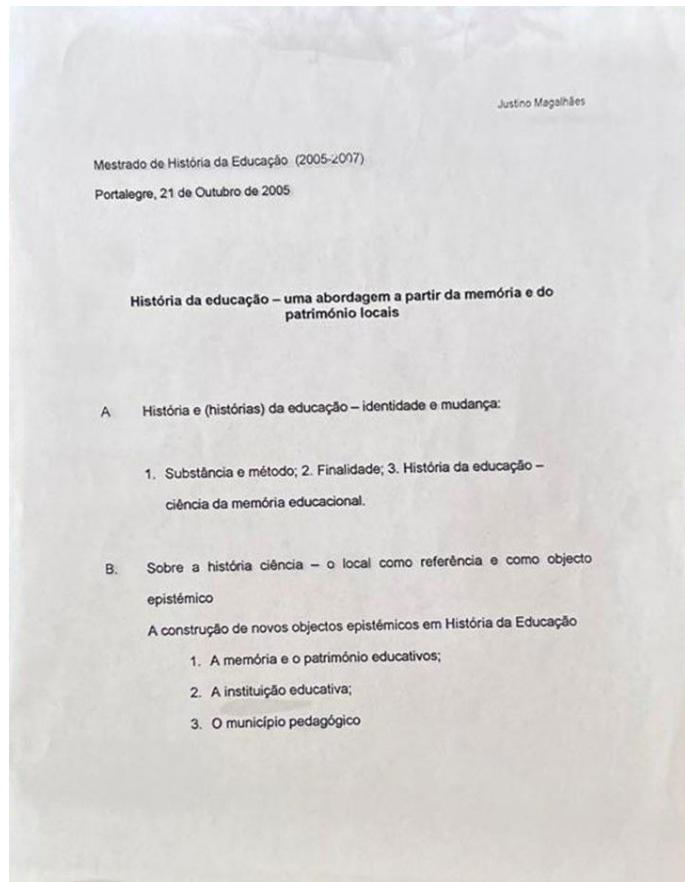 Justino Magalhães
Mestrado de História da Educação (2005-2007)
Portalegre, 21 de Outubro de 2005
História da educação – uma abordagem a partir da memória e do
património locais
A História e (histórias) da educação – identidade e mudança:
1. Substância e método; 2. Finalidade; 3. História da educação –
ciência da memória educacional.
B. Sobre a história ciência – o local como referência e como objecto
epistémico
A construção de novos objectos epistémicos em História da Educação
1. A memória e o património educativos;
2. A instituição educativa;
3. O município pedagógico